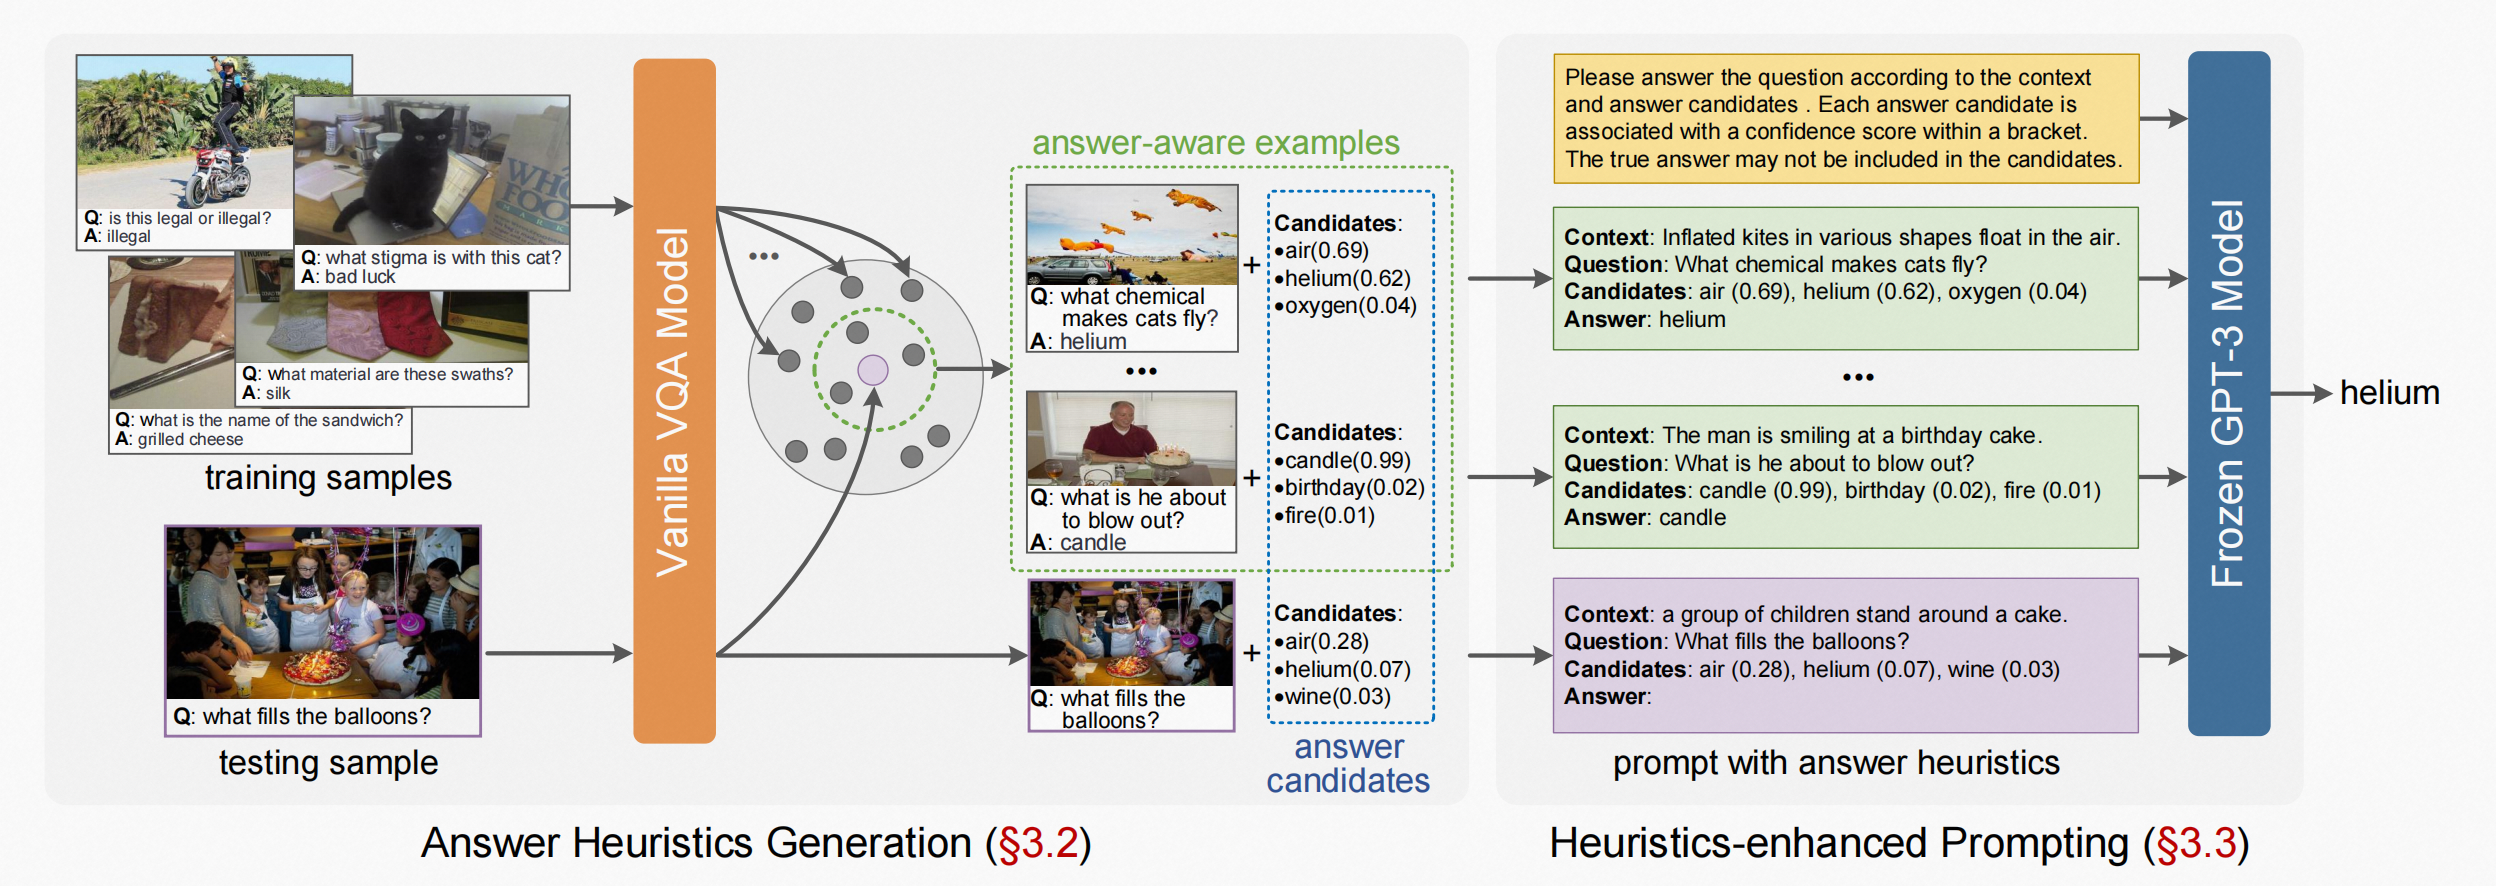 Q: is this legal or illegal?
A: illegal
Q: what stigma is with this cat?
A: bad luck
Q: what material are these swaths?
A: silk
Q: what is the name of the sandwich?
A: grilled cheese
training samples
Q: what fills the balloons?
testing sample
Vanilla VQA Model
•••
answer-aware examples
Q: what chemical
makes cats fly?
A: helium
+
Candidates:
•air(0.69)
•helium(0.62)
•oxygen(0.04)
•••
Q: what is he about
to blow out?
A: candle
+
Candidates:
•candle(0.99)
•birthday(0.02)
•fire(0.01)
Q: what fills the
balloons?
+
Candidates:
•air(0.28)
•helium(0.07)
•wine(0.03)
answer
candidates
Answer Heuristics Generation (§3.2)
Please answer the question according to the context
and answer candidates . Each answer candidate is
associated with a confidence score within a bracket.
The true answer may not be included in the candidates.
Context: Inflated kites in various shapes float in the air.
Question: What chemical makes cats fly?
Candidates: air (0.69), helium (0.62), oxygen (0.04)
Answer: helium
•••
Context: The man is smiling at a birthday cake.
Question: What is he about to blow out?
Candidates: candle (0.99), birthday (0.02), fire (0.01)
Answer: candle
Context: a group of children stand around a cake.
Question: What fills the balloons?
Candidates: air (0.28), helium (0.07), wine (0.03)
Answer:
prompt with answer heuristics
Frozen GPT-3 Model
helium
Heuristics-enhanced Prompting (§3.3)